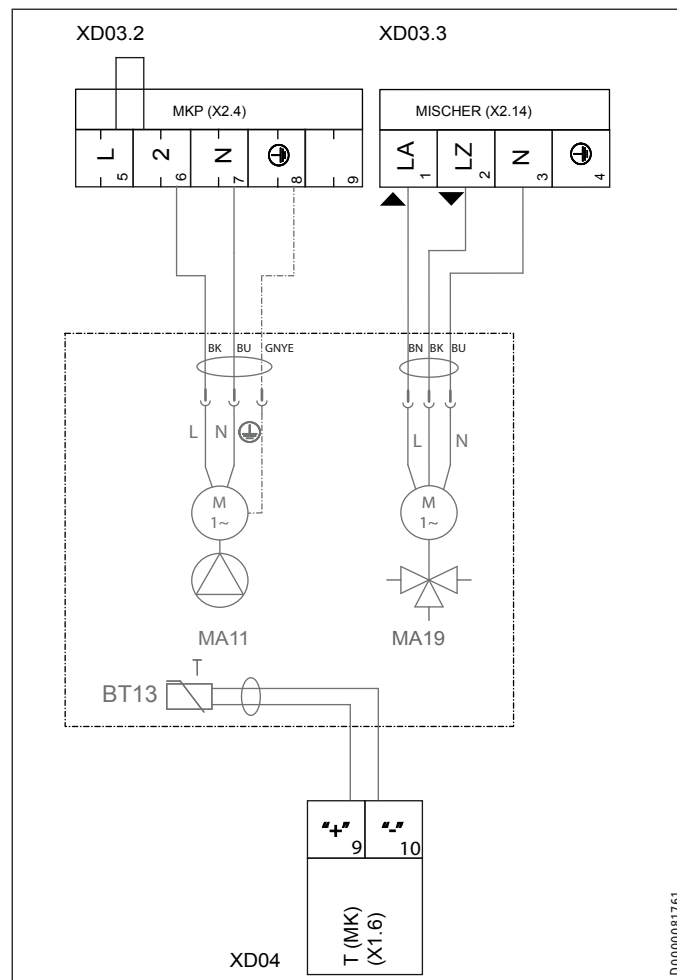 XD03.2
XD03.3
MKP (X2.4)
MISCHER (X2.14)
L
5
2
6
N
7
8
9
LA
1
LZ
2
N
3
4
BK
BU
GNYE
BN
BK
BU
L
N
L
N
M
1~
M
1~
MA11
MA19
T
BT13
"+"
9
"-"
10
T (MK)
(X1.6)
XD04
D0000081761